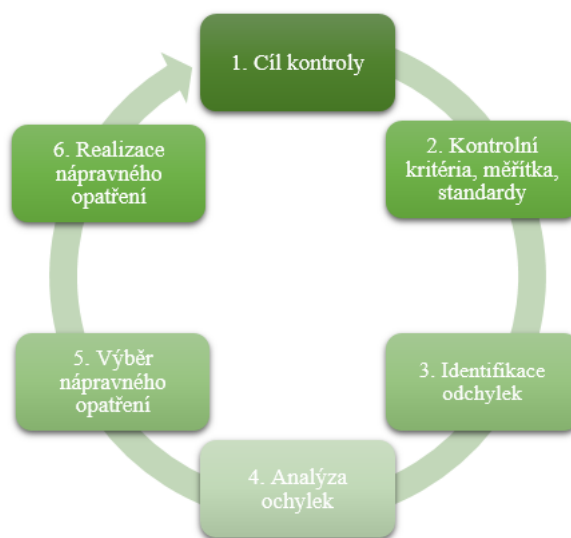 1. Cíl kontroly
2. Kontrolní
kritéria, měřítka,
standardy
3. Identifikace
odchylek
4. Analýza
ochylek
5. Výběr
nápravného
opatření
6. Realizace
nápravného
opatření